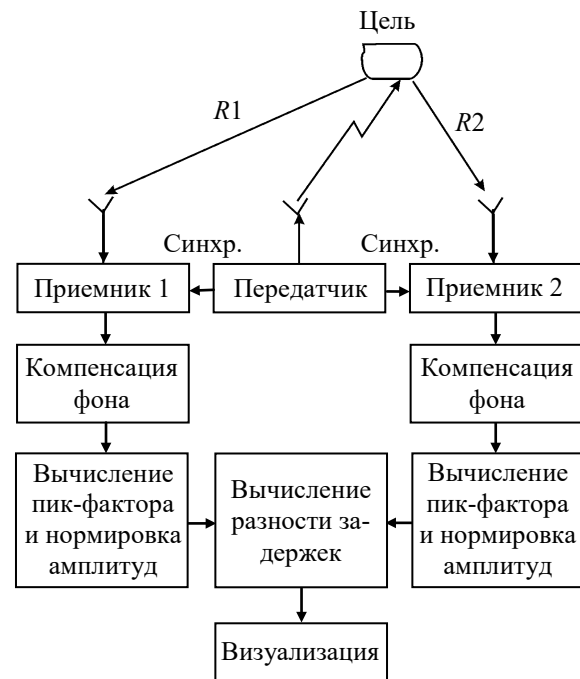 Цель
R1
R2
Синхр.
Синхр.
Приемник 1
Передатчик
Приемник 2
Компенсация
фона
Компенсация
фона
Вычисление
пик-фактора
и нормировка
амплитуд
Вычисление
разности за-
держек
Вычисление
пик-фактора
и нормировка
амплитуд
Визуализация